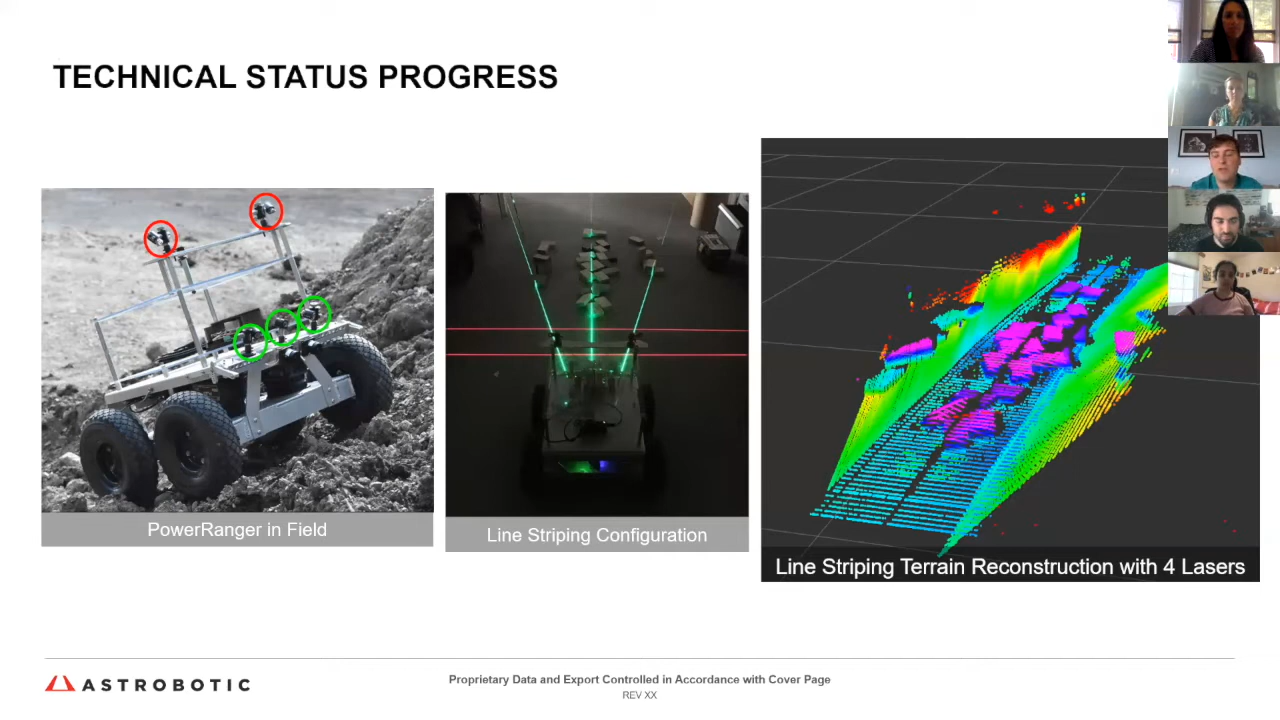 TECHNICAL STATUS PROGRESS
PowerRanger in Field
Line Striping Configuration
Line Striping Terrain Reconstruction with 4 Lasers
ASTROBOTIC
Proprietary Data and Export Controlled in Accordance with Cover Page
REV XX